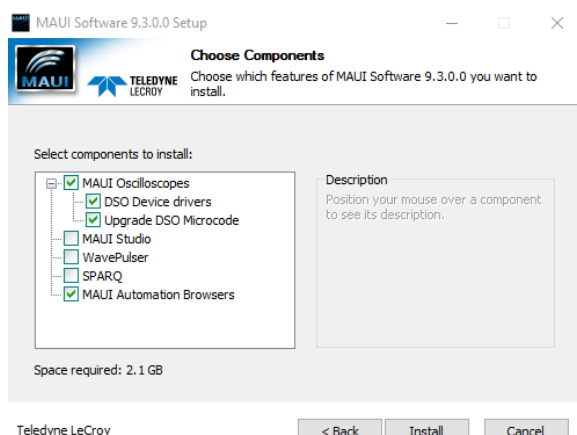 MAUI Software 9.3.0.0 Setup
MAUI
TELEDYNE
LECROY
Choose Components
Choose which features of MAUI Software 9.3.0.0 you want to
install.
Select components to install:
MAUI Oscilloscopes
DSO Device drivers
Upgrade DSO Microcode
MAUI Studio
WavePulser
SPARQ
MAUI Automation Browsers
Description
Position your mouse over a component
to see its description.
Space required: 2.1 GB
Teledyne LeCroy
< Back Install Cancel